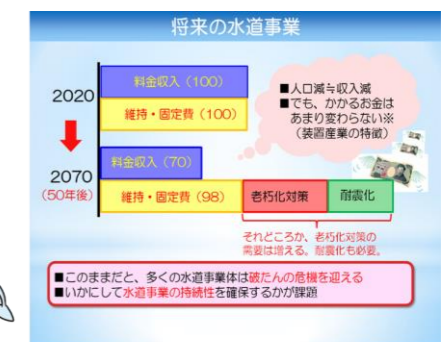 将来の水道事業
2020
料金収入（100）
維持・固定費（100）
■人口減≒収入減
■でも、かかるお金は
あまり変わらない※
（装置産業の特徴）
2070
（50年後）
料金収入（70）
維持・固定費（98）
老朽化対策
耐震化
それどころか、老朽化対策の
需要は増える。耐震化も必要。
■このままだと、多くの水道事業体は破たんの危機を迎える
■いかにして水道事業の持続性を確保するかが課題